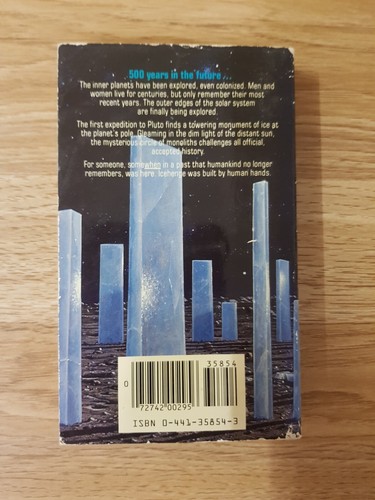 500 years in the future...
The inner planets have been explored, even colonized. Men and
women live for centuries, but only remember their most
recent years. The outer edges of the solar system
are finally being explored.
The first expedition to Pluto finds a towering monument of ice at
the planet's pole. Gleaming in the dim light of the distant sun,
the mysterious circle of monoliths challenges all official,
accepted history.
For someone, somewhen in a past that humankind no longer
remembers, was here. Icehenge was built by human hands.
35854
0
72742"00295
ISBN 0-441-35854-3